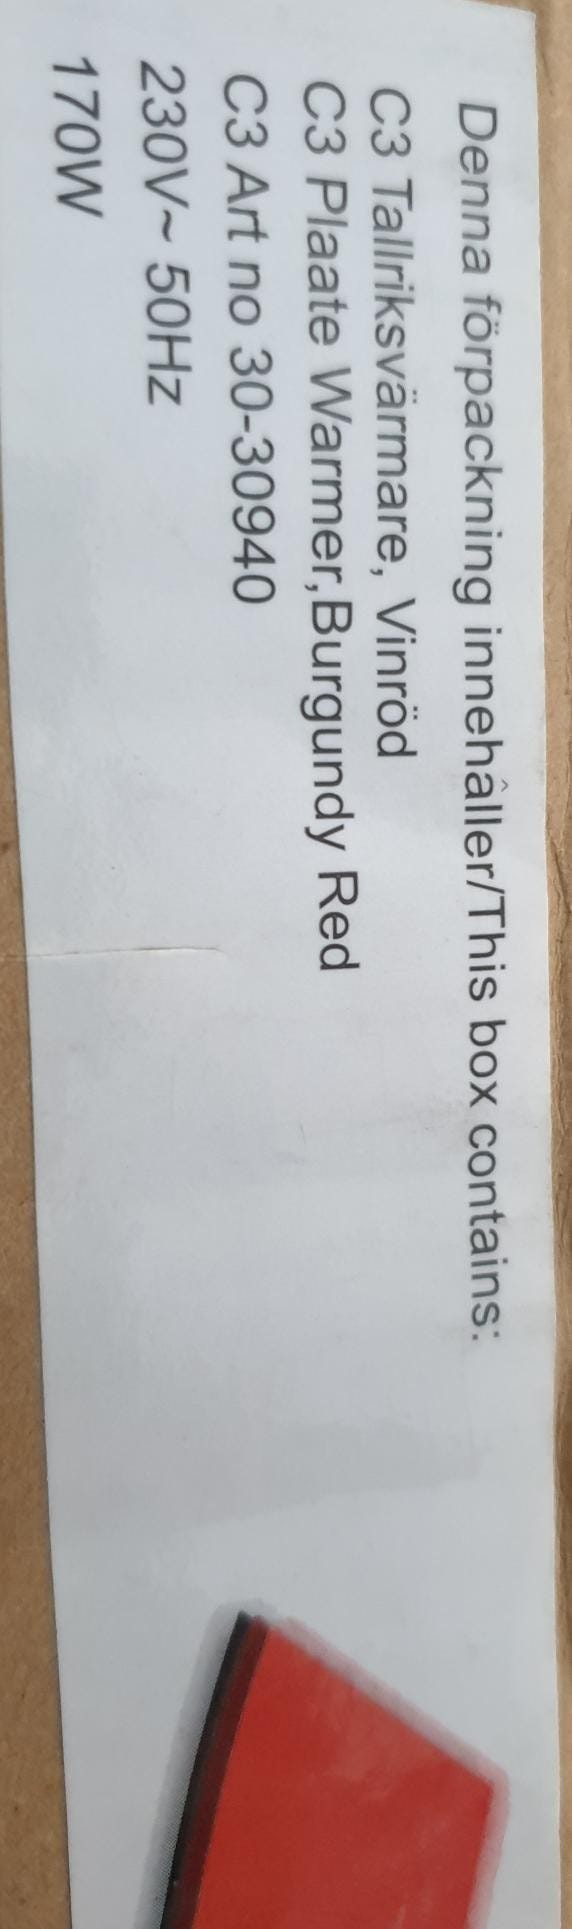 Denna förpackning innehâller/This box contains:
C3 Tallriksvärmare, Vinröd
C3 Plaate Warmer, Burgundy Red
C3 Art no 30-30940
230V~ 50Hz
170W